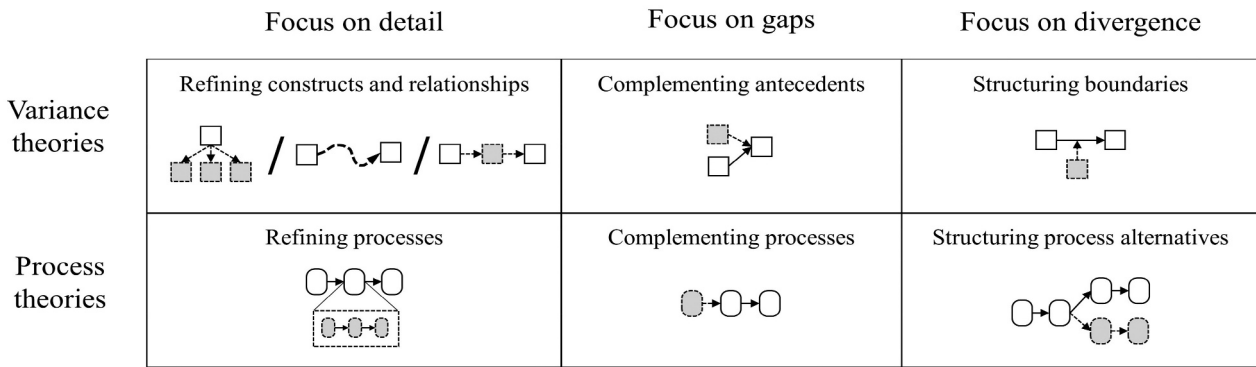 Focus on detail
Focus on gaps
Focus on divergence
Variance
theories
Refining constructs and relationships
Complementing antecedents
Structuring boundaries
Process
theories
Refining processes
Complementing processes
Structuring process alternatives